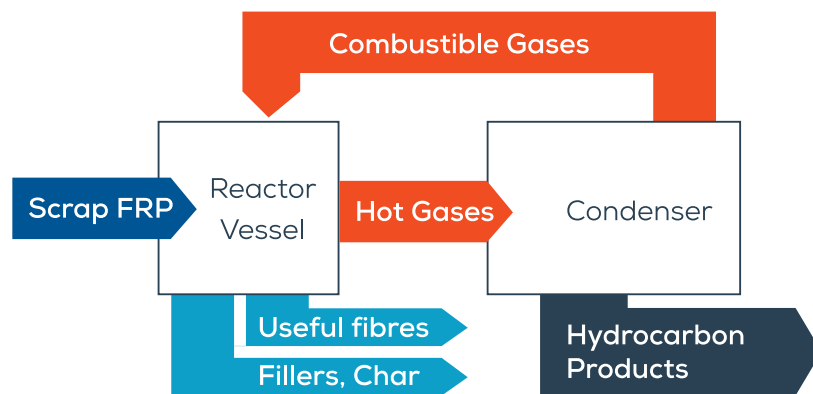 Combustible Gases
Scrap FRP
Reactor
Vessel
Hot Gases
Condenser
Useful fibres
Fillers, Char
Hydrocarbon
Products